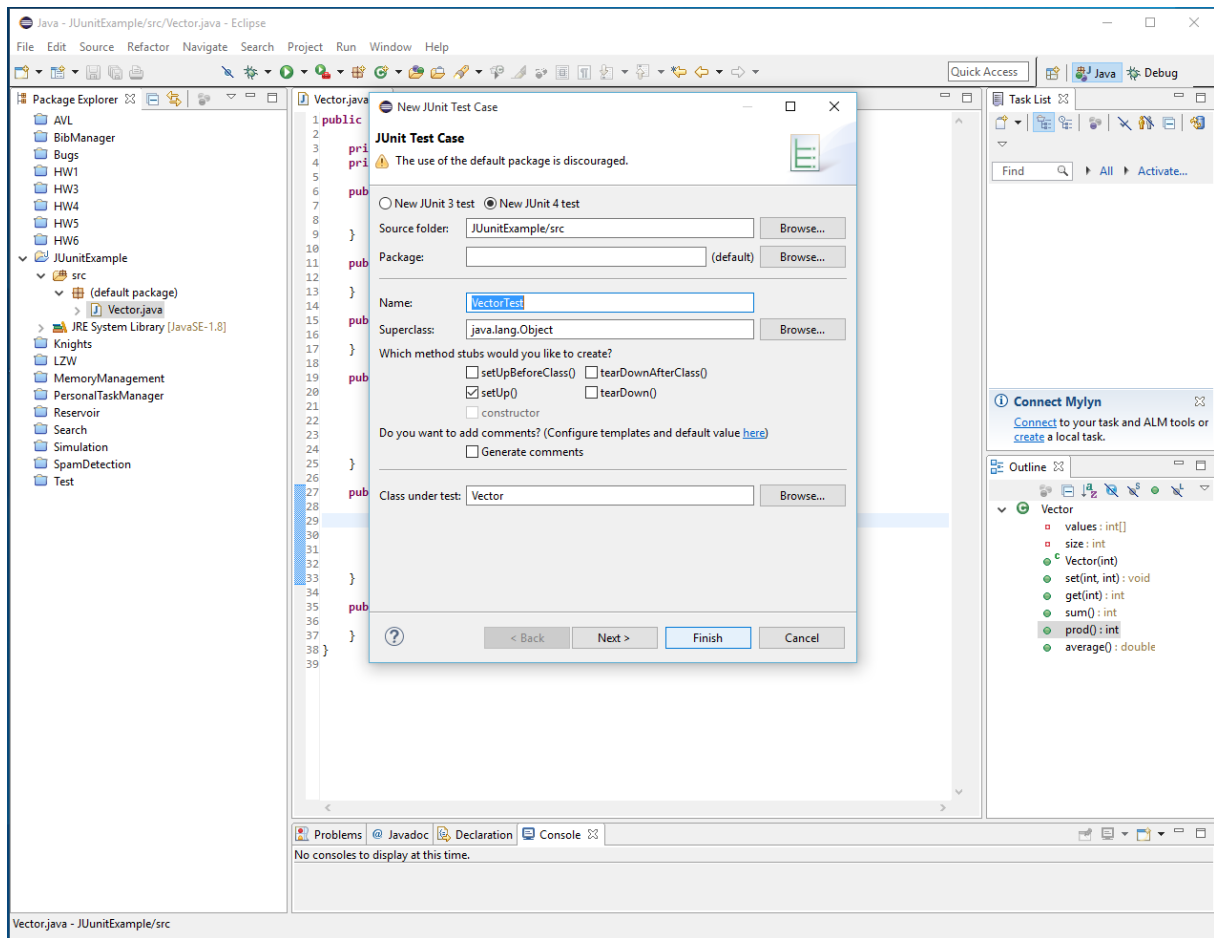 Java - JUunitExample/src/Vector.java - Eclipse
File Edit Source Refactor Navigate Search Project Run Window Help
Quick Access Java Debug
Package Explorer
AVL
BibManager
Bugs
HW1
HW3
HW4
HW5
HW6
JUunitExample
src
(default package)
Vector.java
JRE System Library [JavaSE-1.8]
Knights
LZW
MemoryManagement
PersonalTaskManager
Reservoir
Search
Simulation
SpamDetection
Test
Vector.java
1 public
2
3 pri
4 pri
5
6 pub
7
8
9 }
10
11 pub
12
13 }
14
15 pub
16
17 }
18
19 pub
20
21
22
23
24
25 }
26
27 pub
28
29
30
31
32
33 }
34
35 pub
36
37 }
38 }
39
New JUnit Test Case
JUnit Test Case
The use of the default package is discouraged.
New JUnit 3 test New JUnit 4 test
Source folder: JUunitExample/src Browse...
Package: (default) Browse...
Name: VectorTest
Superclass: java.lang.Object Browse...
Which method stubs would you like to create?
setUpBeforeClass() tearDownAfterClass()
setUp() tearDown()
constructor
Do you want to add comments? (Configure templates and default value here)
Generate comments
Class under test: Vector Browse...
? < Back Next > Finish Cancel
Task List
Find All Activate...
Connect Mylyn
Connect to your task and ALM tools or
create a local task.
Outline
Vector
values : int[]
size : int
Vector(int)
set(int, int) : void
get(int) : int
sum() : int
prod() : int
average() : double
Problems @ Javadoc Declaration Console
No consoles to display at this time.
Vector.java - JUunitExample/src